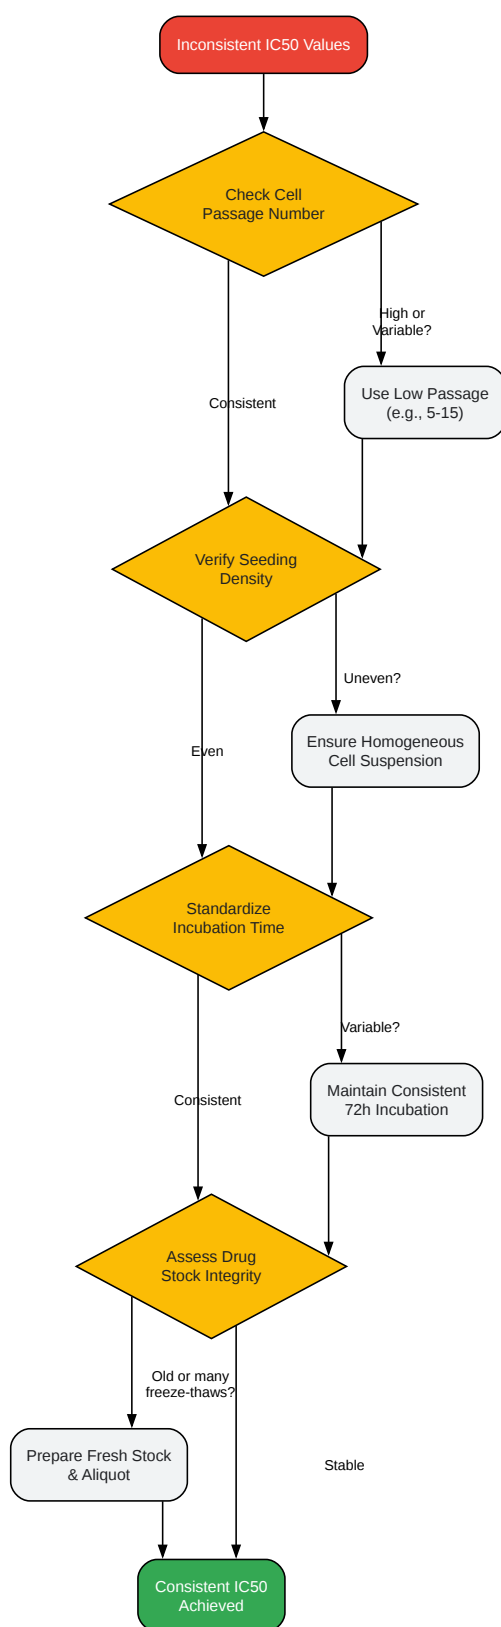 Inconsistent IC50 Values
Check Cell
Passage Number
High or
Variable?
Use Low Passage
(e.g., 5-15)
Consistent
Verify Seeding
Density
Uneven?
Ensure Homogeneous
Cell Suspension
Even
Standardize
Incubation Time
Variable?
Maintain Consistent
72h Incubation
Consistent
Assess Drug
Stock Integrity
Old or many
freeze-thaws?
Prepare Fresh Stock
& Aliquot
Stable
Consistent IC50
Achieved